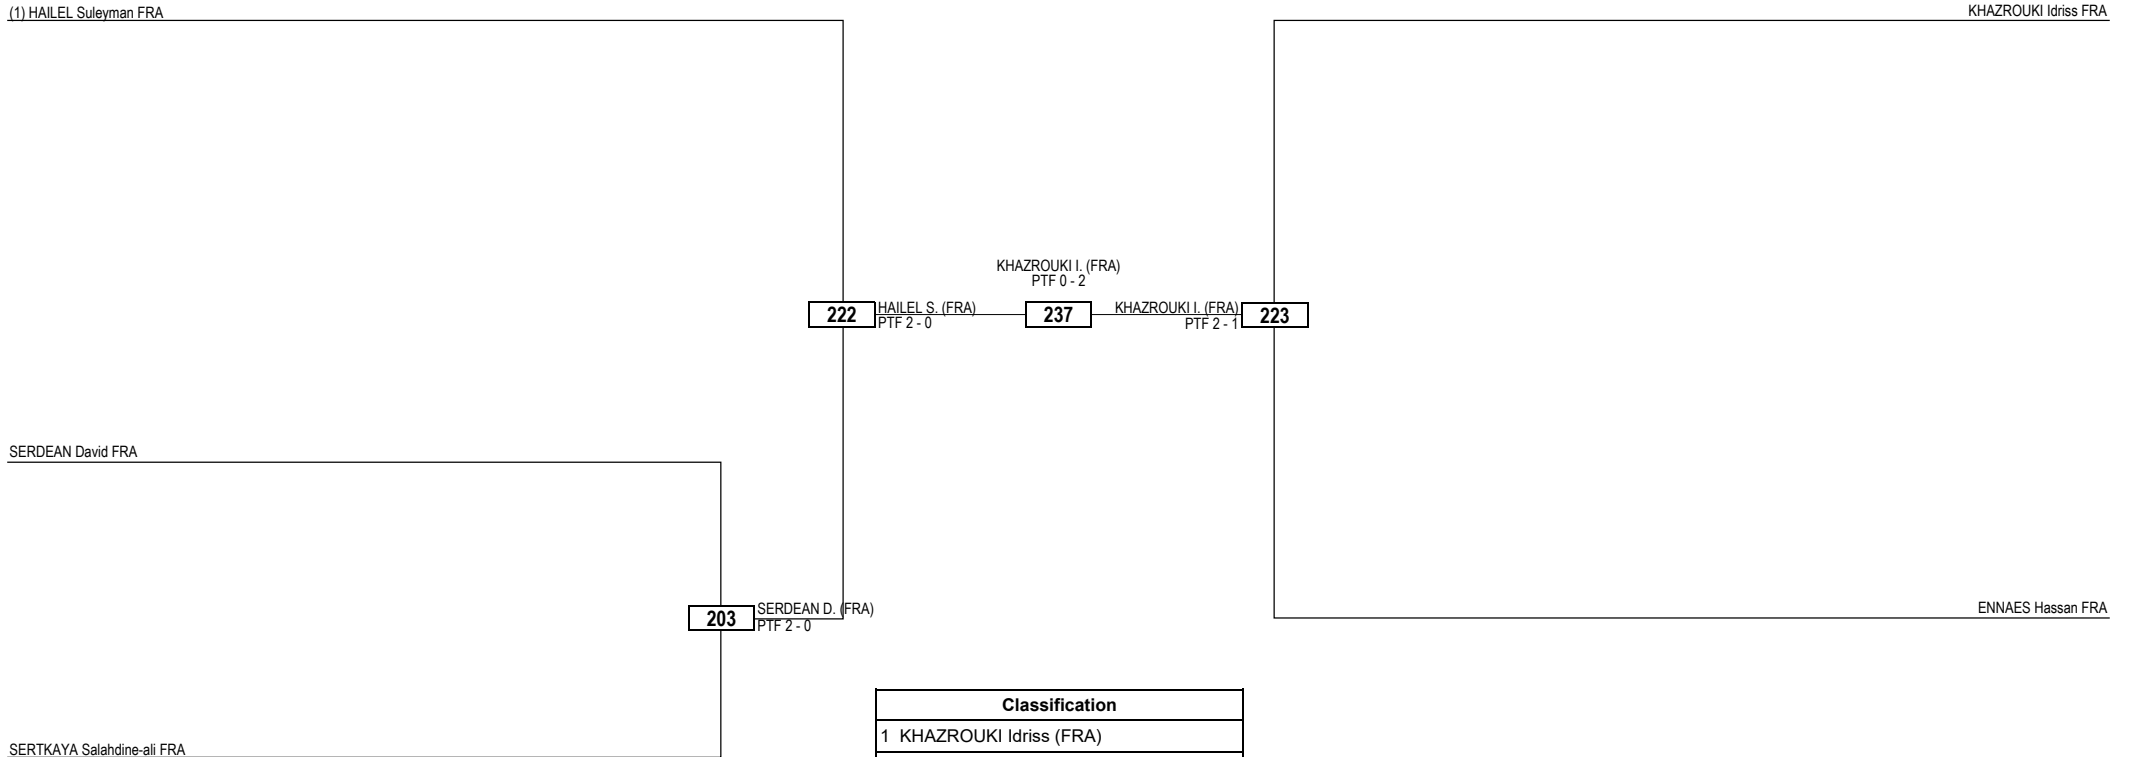 (1) HAILEL Suleyman FRA
KHAZROUKI Idriss FRA
KHAZROUKI I. (FRA)
PTF 0 - 2
222
HAILEL S. (FRA)
PTF 2 - 0
237
KHAZROUKI I. (FRA)
PTF 2 - 1
223
SERDEAN David FRA
203
SERDEAN D. (FRA)
PTF 2 - 0
ENNAES Hassan FRA
SERTKAYA Salahdine-ali FRA
Classification
1 KHAZROUKI Idriss (FRA)